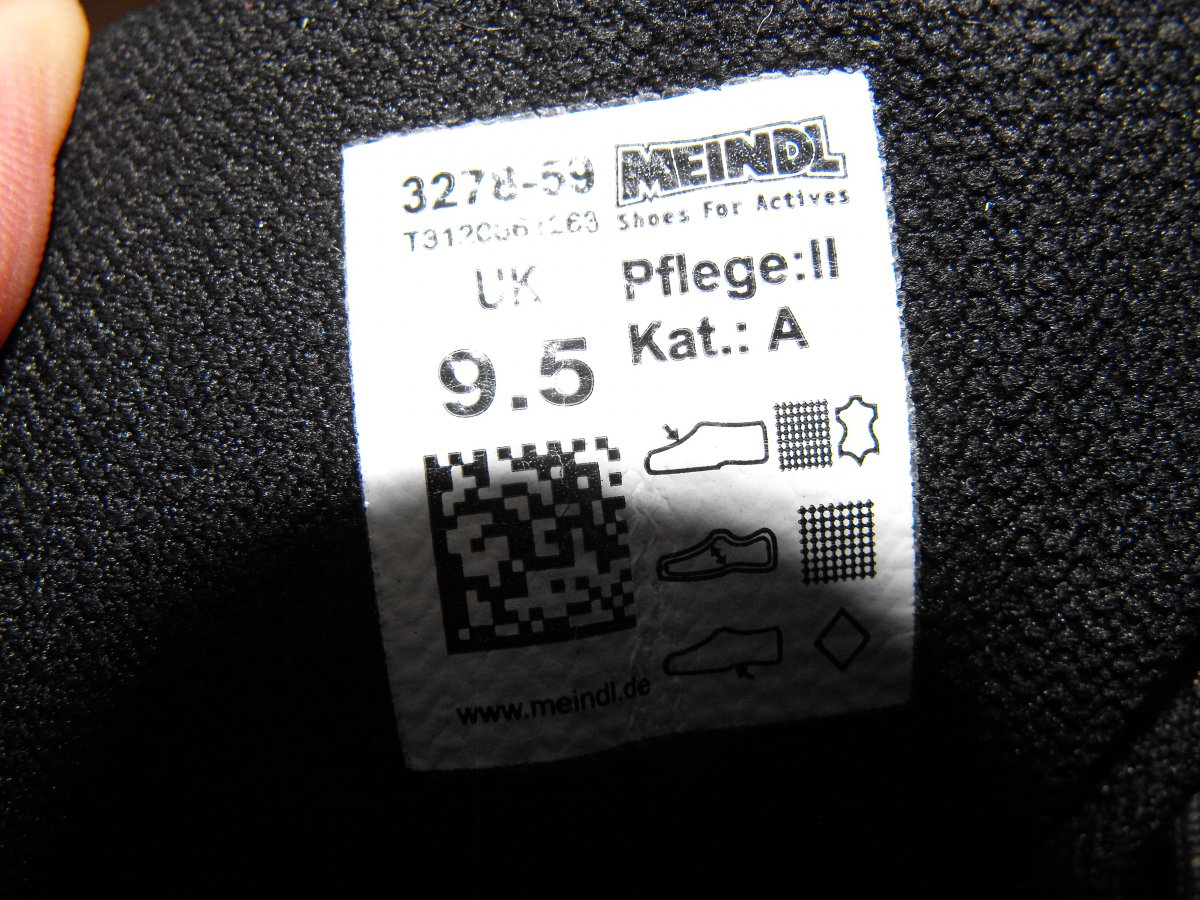 3278-59
UK
9.5
MEINDL
Shoes For Actives
Pflege:II
Kat.: A
www.meindl.de